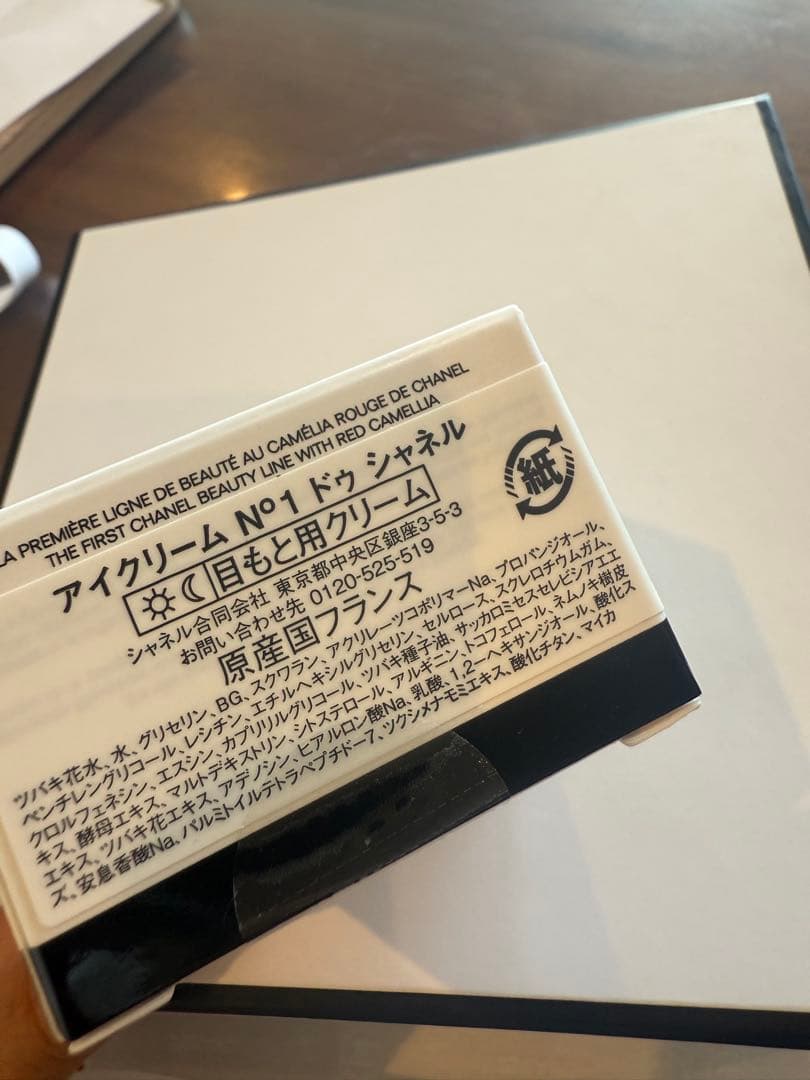 LA PREMIÈRE LIGNE DE BEAUTÉ AU CAMÉLIA ROUGE DE CHANEL
THE FIRST CHANEL BEAUTY LINE WITH RED CAMELLIA
アイクリーム Nº1 ドゥ シャネル
目もと用クリーム
紙
シャネル合同会社 東京都中央区銀座3-5-3
お問い合わせ先 0120-525-519
原産国フランス
ツバキ花水、水、グリセリン、BG、スクワラン、アクリレーツコポリマーNa、プロパンジオール、
ペンチレングリコール、レシチン、エチルヘキシルグリセリン、セルロース、スクレロチウムガム、
クロルフェネシン、エスシン、カプリリルグリコール、ツバキ種子油、サッカロミセスセレビシアエエ
キス、酵母エキス、マルトデキストリン、シトステロール、アルギニン、トコフェロール、ネムノキ樹皮
エキス、ツバキ花エキス、アデノシン、ヒアルロン酸Na、乳酸、1,2-ヘキサンジオール、酸化ス
ズ、安息香酸Na、パルミトイルテトラペプチド-7、ツクシメナモミエキス、酸化チタン、マイカ